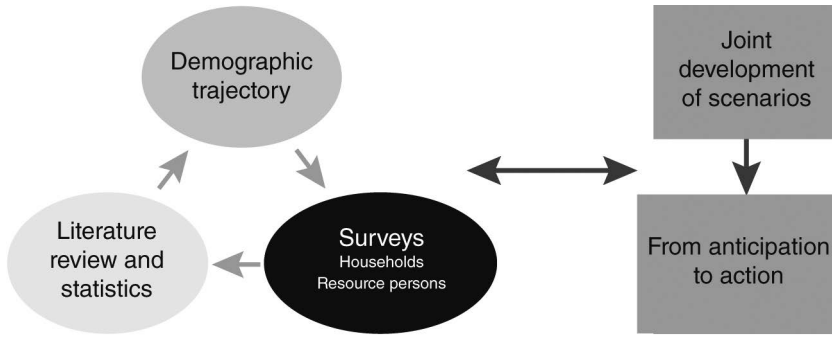 Demographic
trajectory
Literature
review and
statistics
Surveys
Households
Resource persons
Joint
development
of scenarios
From anticipation
to action